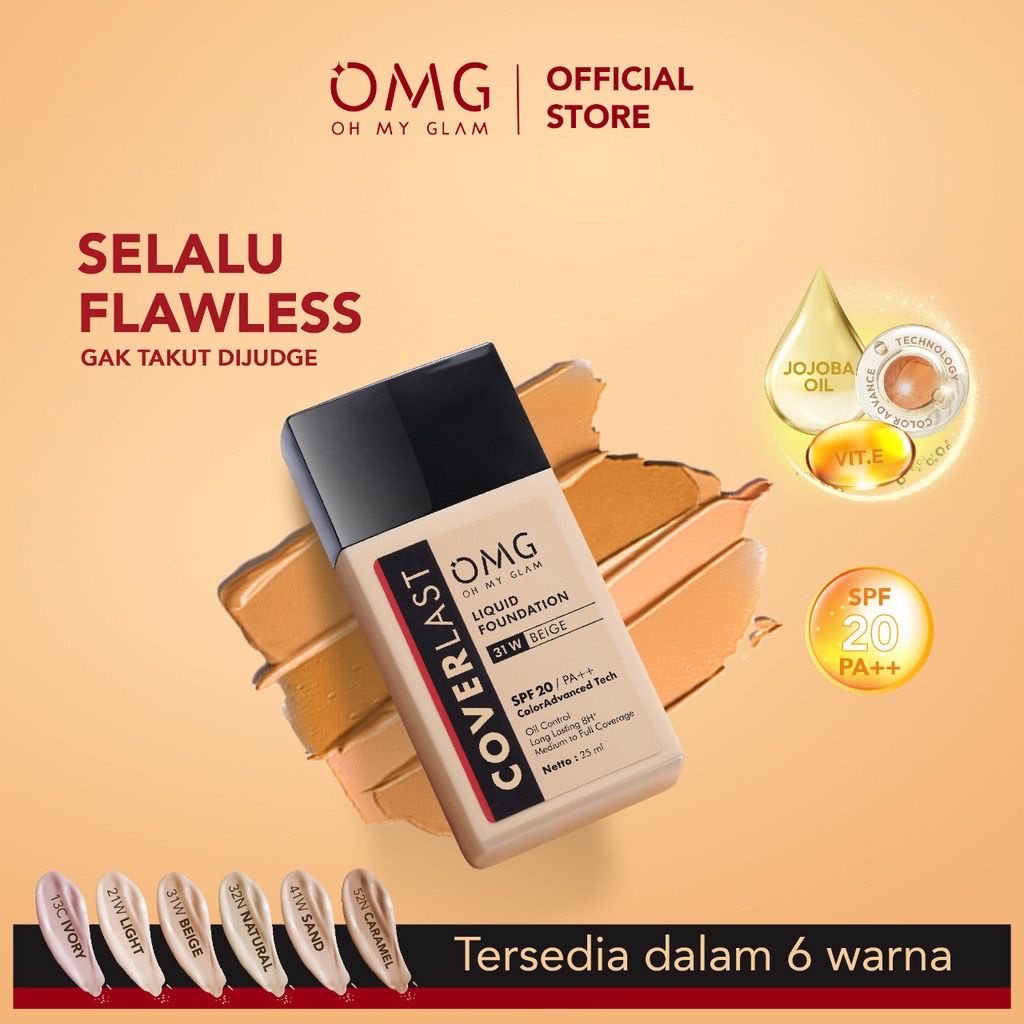 OMG
OH MY GLAM
OFFICIAL
STORE
SELALU
FLAWLESS
GAK TAKUT DIJUDGE
JOJOBA
OIL
TECHNOLOGY
COLOR ADVANCE
VIT.E
COVERLAST
OMG
OH MY GLAM
LIQUID
FOUNDATION
31W BEIGE
SPF 20 / PA++
ColorAdvanced Tech
Oil Control
Long Lasting 8H*
Medium to Full Coverage
Netto : 25 ml
SPF
20
PA++
13C IVORY
21W LIGHT
31W BEIGE
32N NATURAL
41W SAND
52N CARAMEL
Tersedia dalam 6 warna